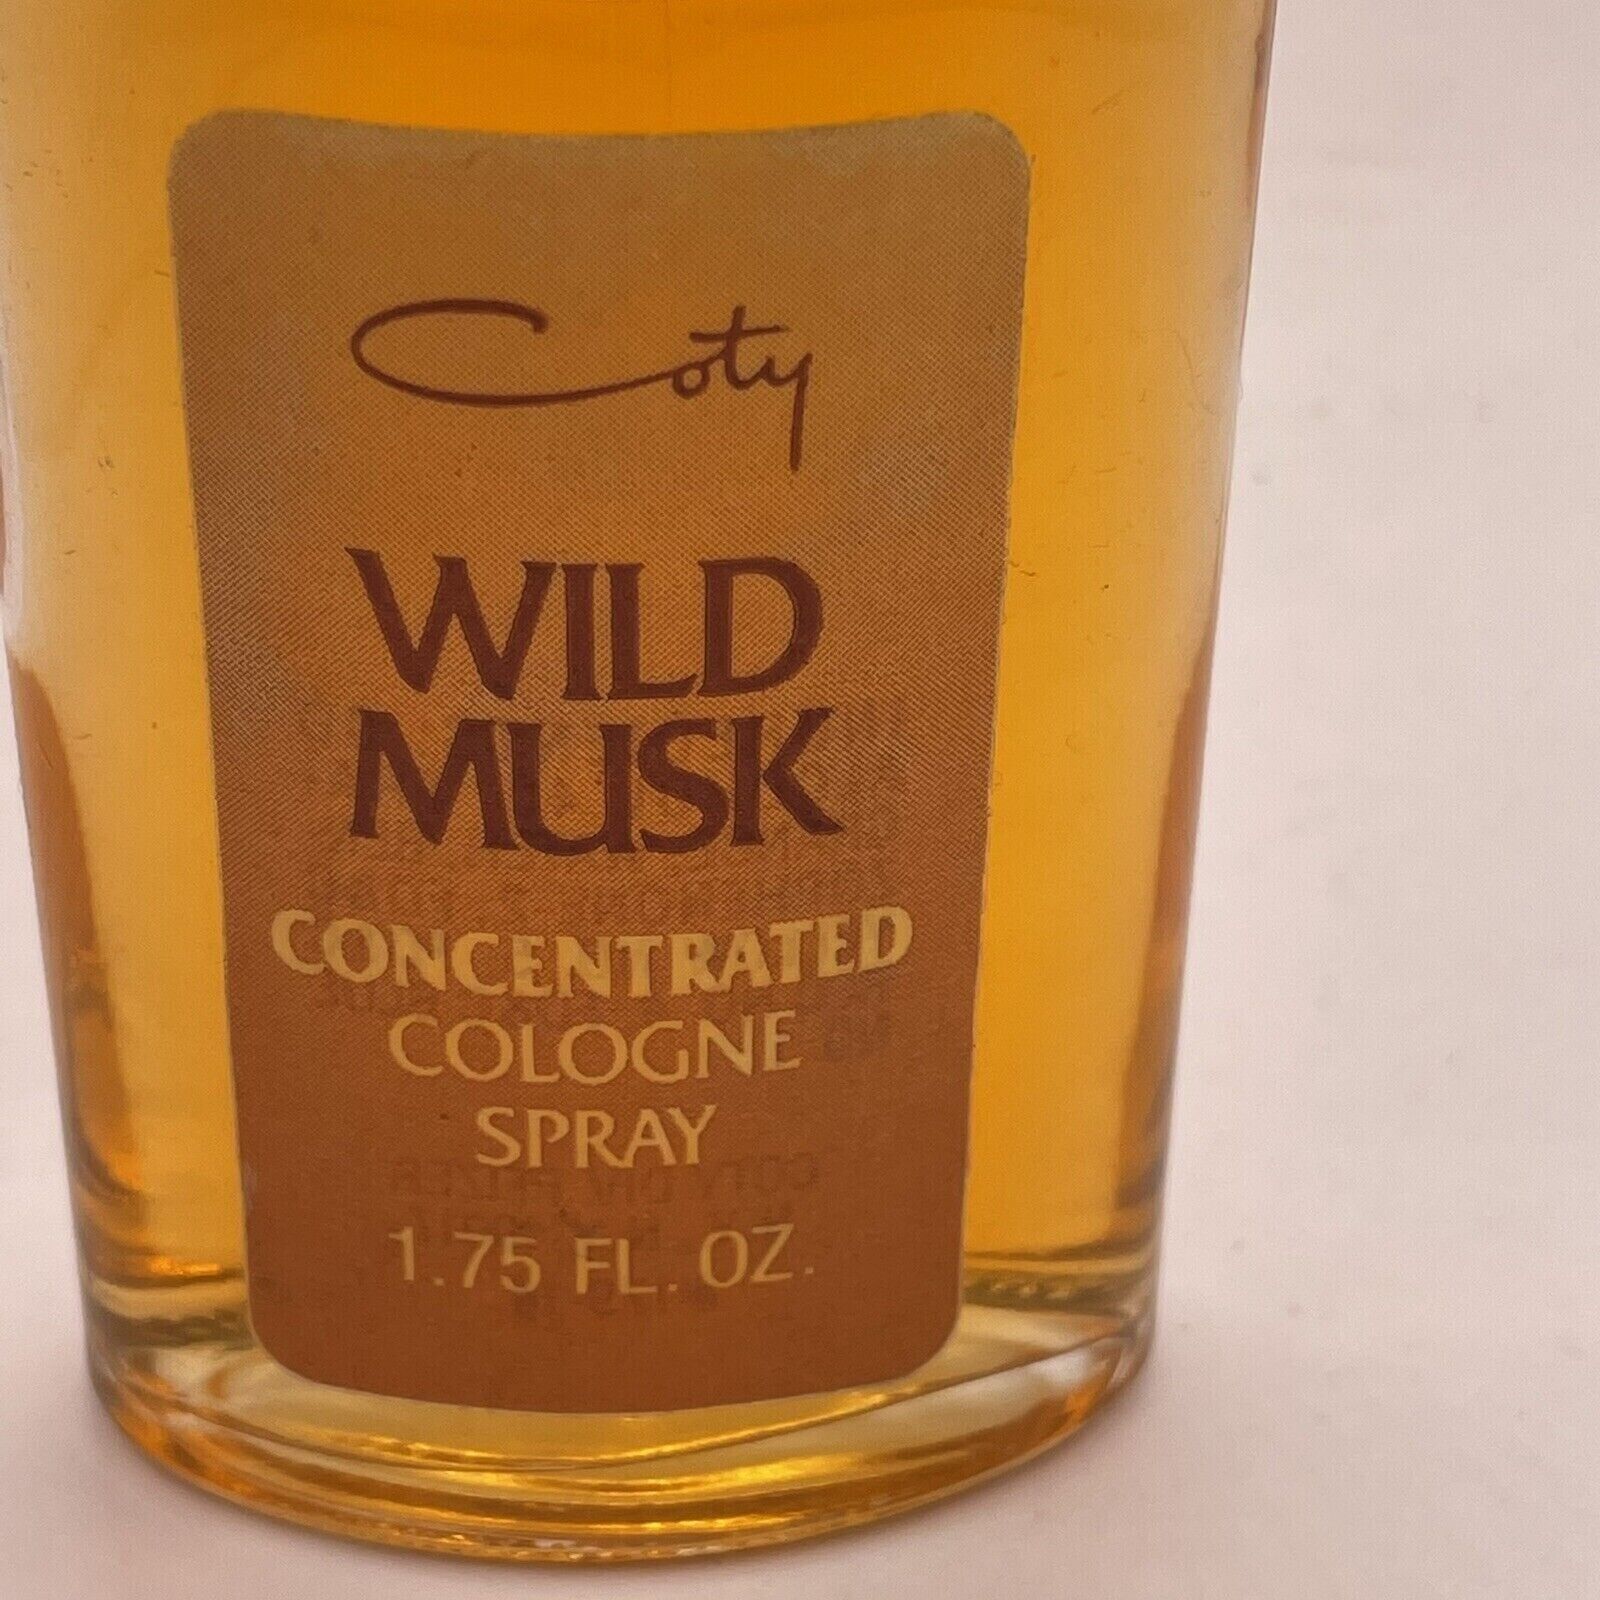 Coty
WILD
MUSK
CONCENTRATED
COLOGNE
SPRAY
1.75 FL. OZ.